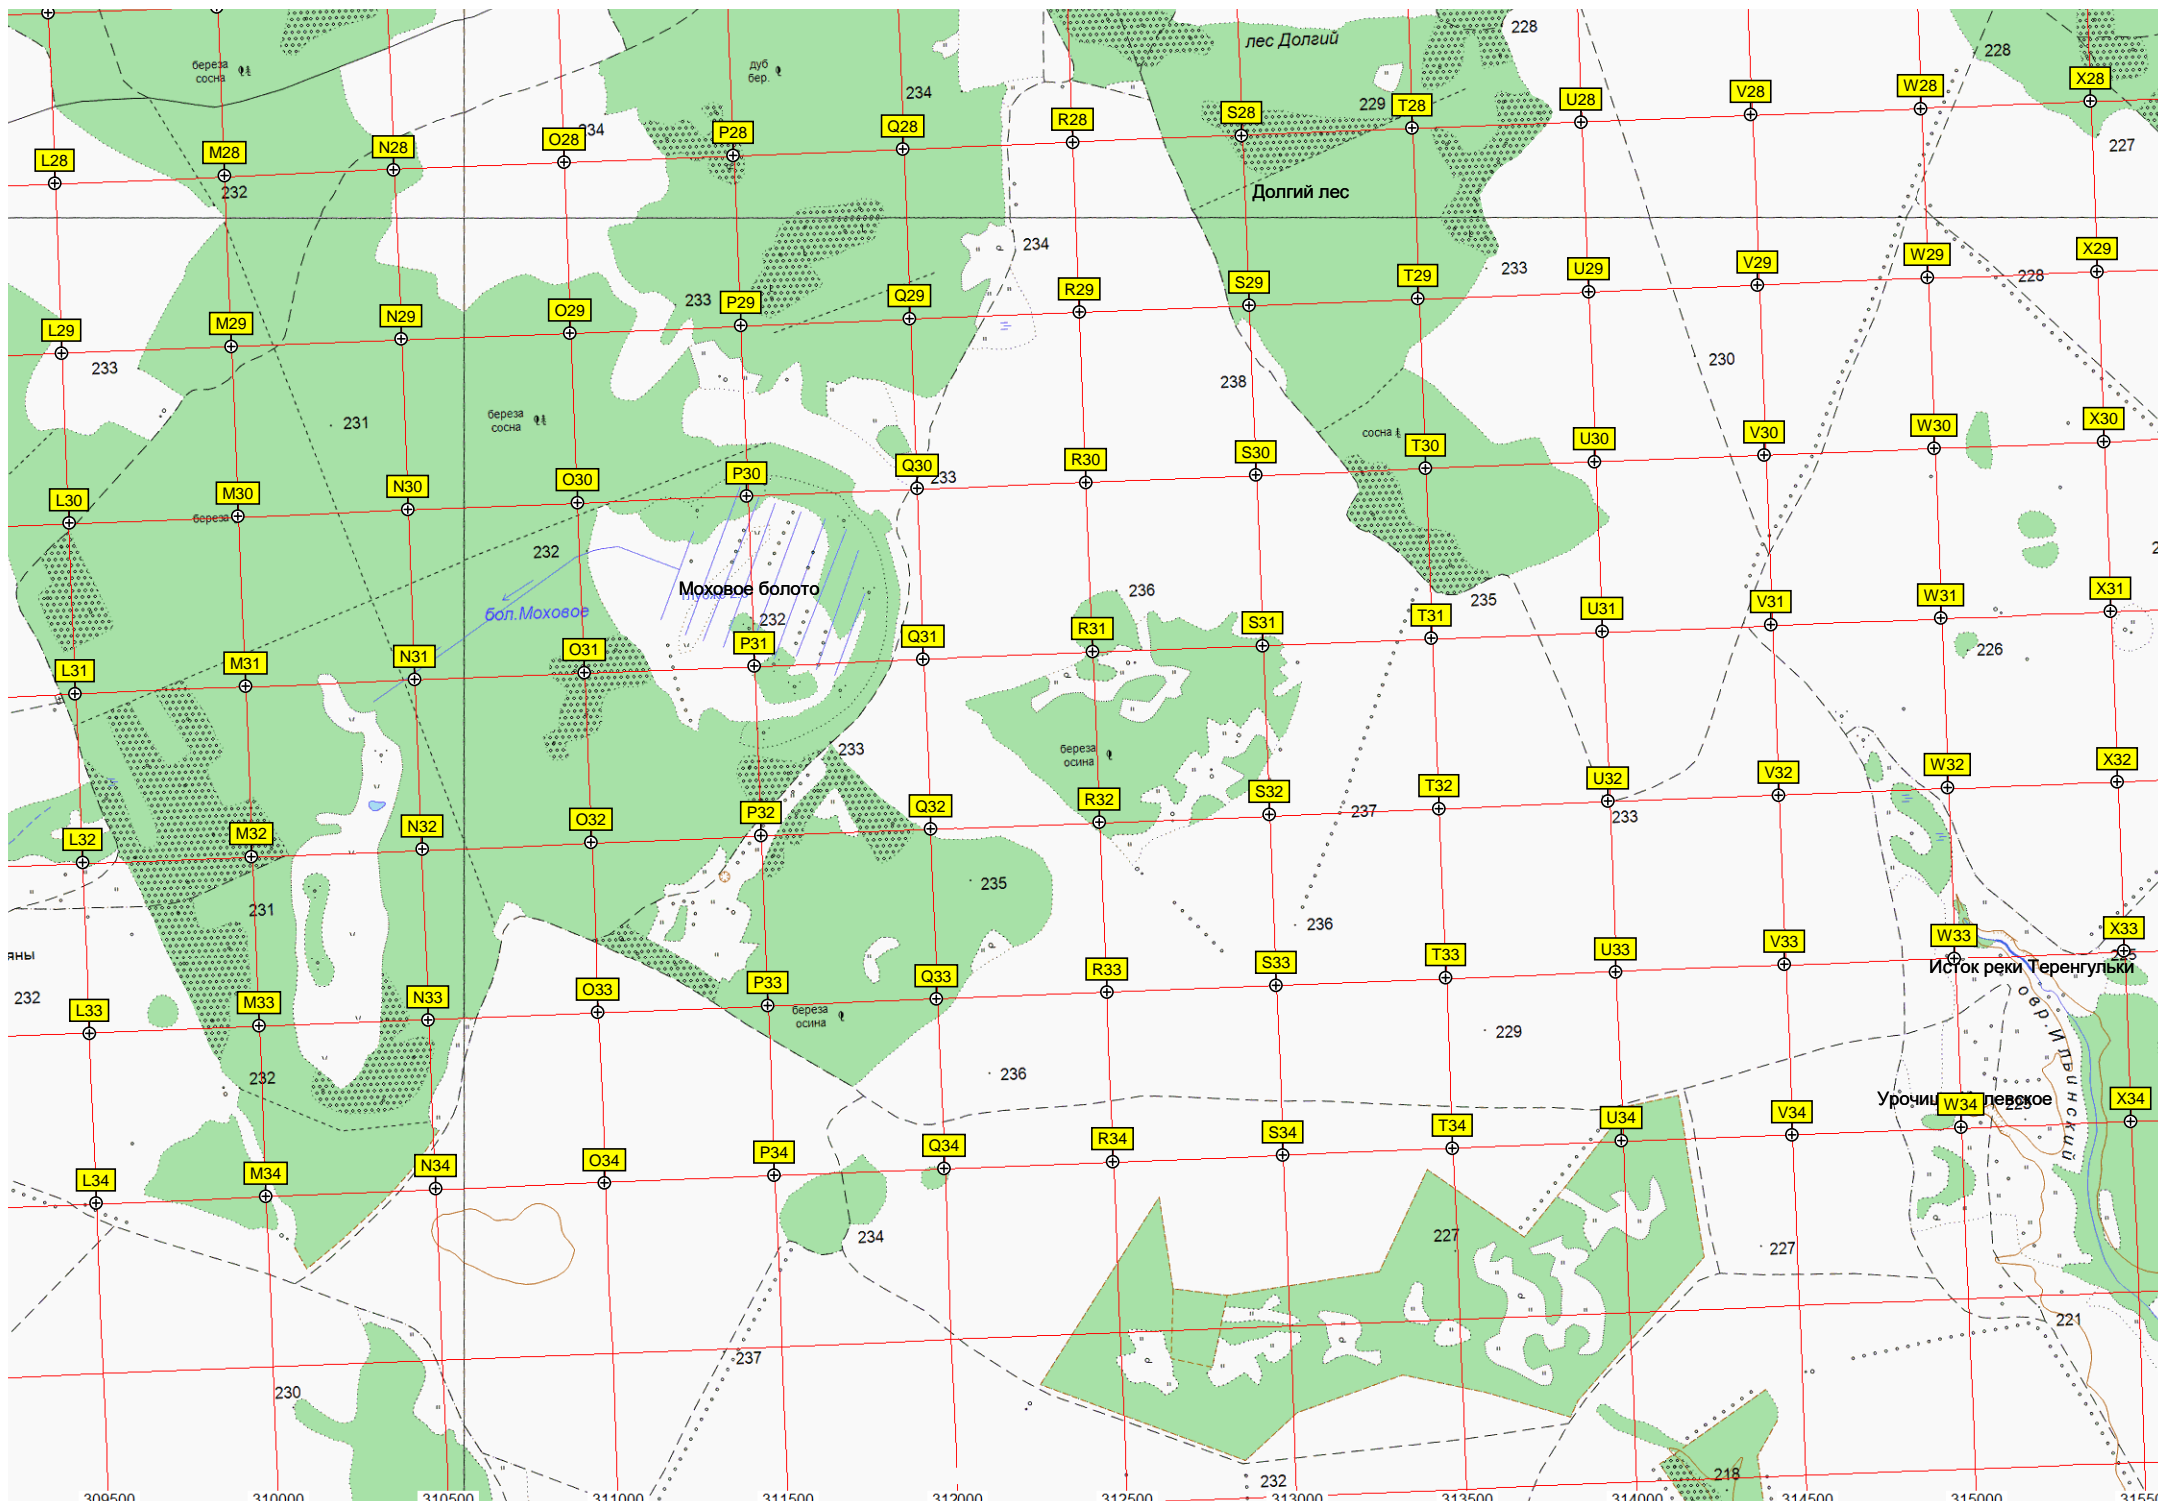 лес Долгий
228
228
береза
сосна
дуб
бер.
234
229
X28
W28
V28
U28
T28
S28
R28
Q28
P28
O28
234
N28
M28
L28
227
232
Долгий лес
234
X29
W29
V29
U29
T29
S29
R29
Q29
P29
O29
N29
M29
L29
233
228
233
233
230
238
231
береза
сосна
сосна
X30
W30
V30
U30
T30
S30
R30
Q30
P30
O30
N30
M30
L30
233
береза
232
Моховое болото
бол.Моховое
236
235
232
X31
W31
V31
U31
T31
S31
R31
Q31
P31
O31
N31
M31
L31
226
233
береза
осина
X32
W32
V32
U32
T32
S32
R32
Q32
P32
O32
N32
M32
L32
237
233
235
231
236
яны
X33
W33
V33
U33
T33
S33
R33
Q33
P33
O33
N33
M33
L33
Исток реки Теренгульки
232
береза
осина
овр.Ильинский
229
236
232
X34
W34
V34
U34
T34
S34
R34
Q34
P34
O34
N34
M34
L34
234
227
227
221
237
230
218
232
309500
310000
310500
311000
311500
312000
312500
313000
313500
314000
314500
315000